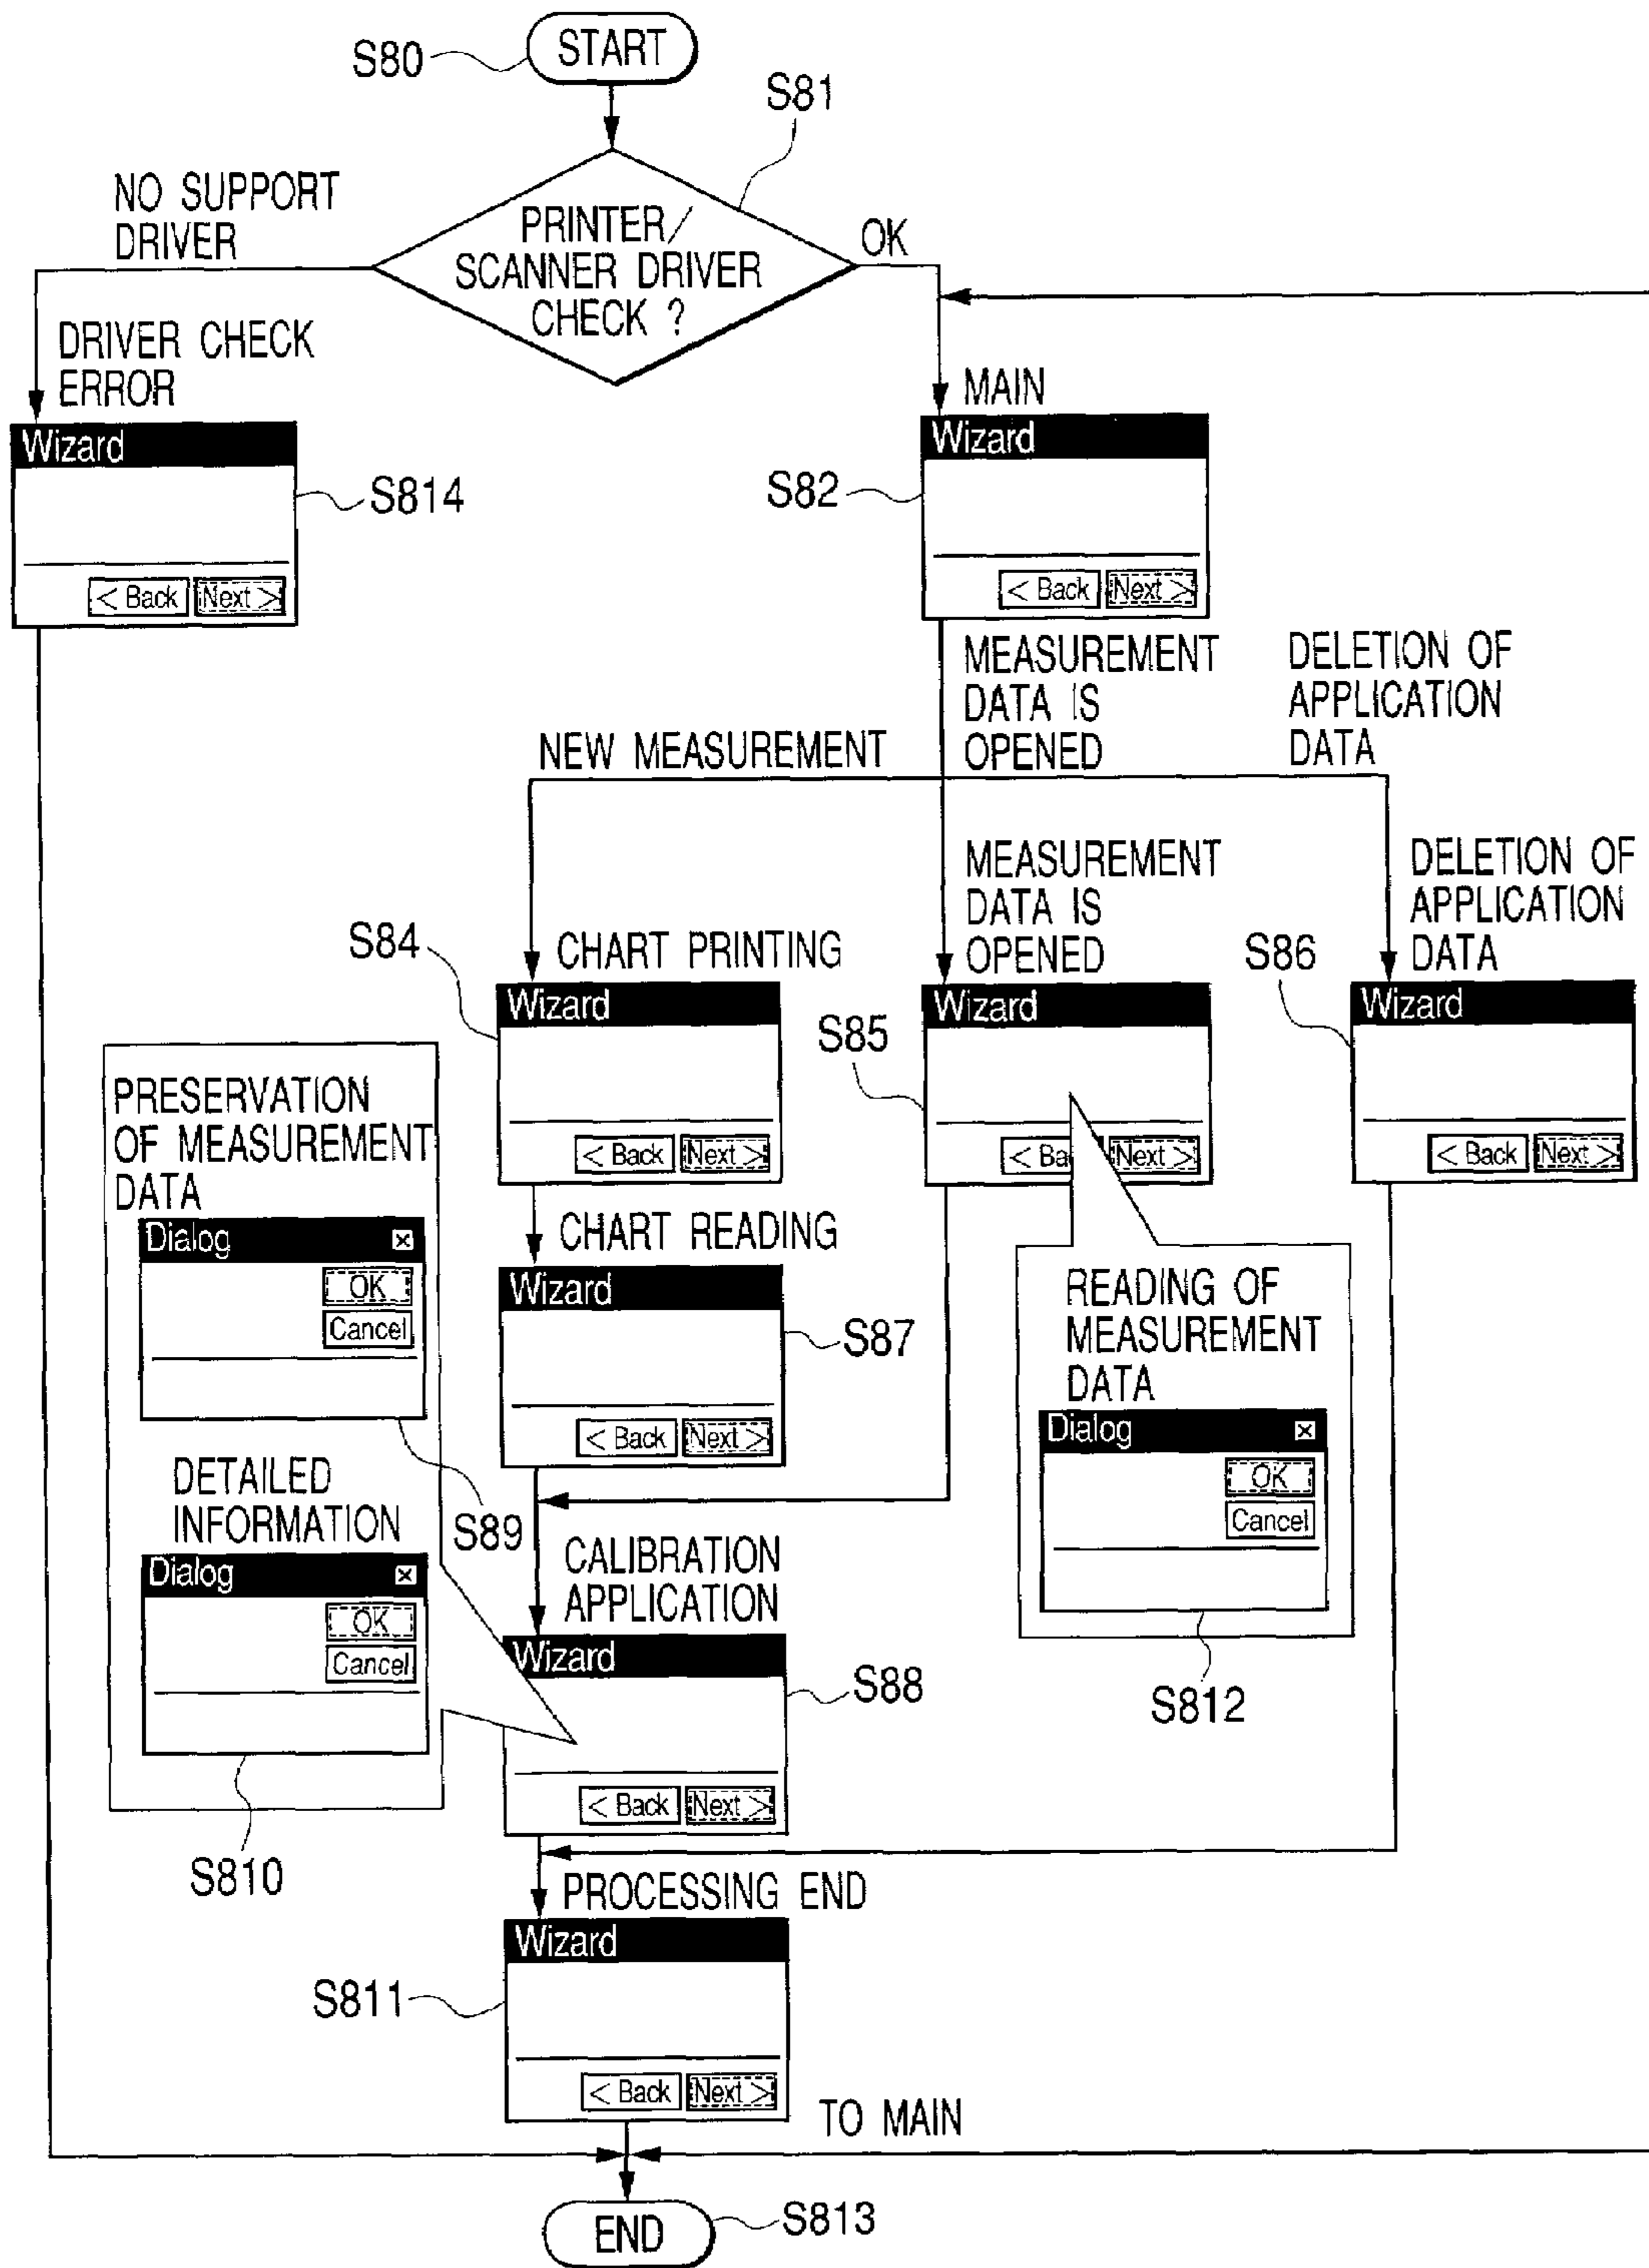 S80
START
S81
NO SUPPORT
DRIVER
PRINTER/
SCANNER DRIVER
CHECK ?
OK
DRIVER CHECK
ERROR
Wizard
S814
< Back Next >
MAIN
Wizard
S82
< Back Next >
MEASUREMENT
DATA IS
OPENED
DELETION OF
APPLICATION
DATA
NEW MEASUREMENT
S84
CHART PRINTING
Wizard
< Back Next >
MEASUREMENT
DATA IS
OPENED
S85
Wizard
< Ba Next >
DELETION OF
APPLICATION
DATA
S86
Wizard
< Back Next >
PRESERVATION
OF MEASUREMENT
DATA
Dialog
OK
Cancel
S89
DETAILED
INFORMATION
Dialog
OK
Cancel
S810
CHART READING
Wizard
S87
< Back Next >
READING OF
MEASUREMENT
DATA
Dialog
OK
Cancel
S812
CALIBRATION
APPLICATION
Wizard
S88
< Back Next >
PROCESSING END
Wizard
S811
< Back Next >
TO MAIN
END
S813